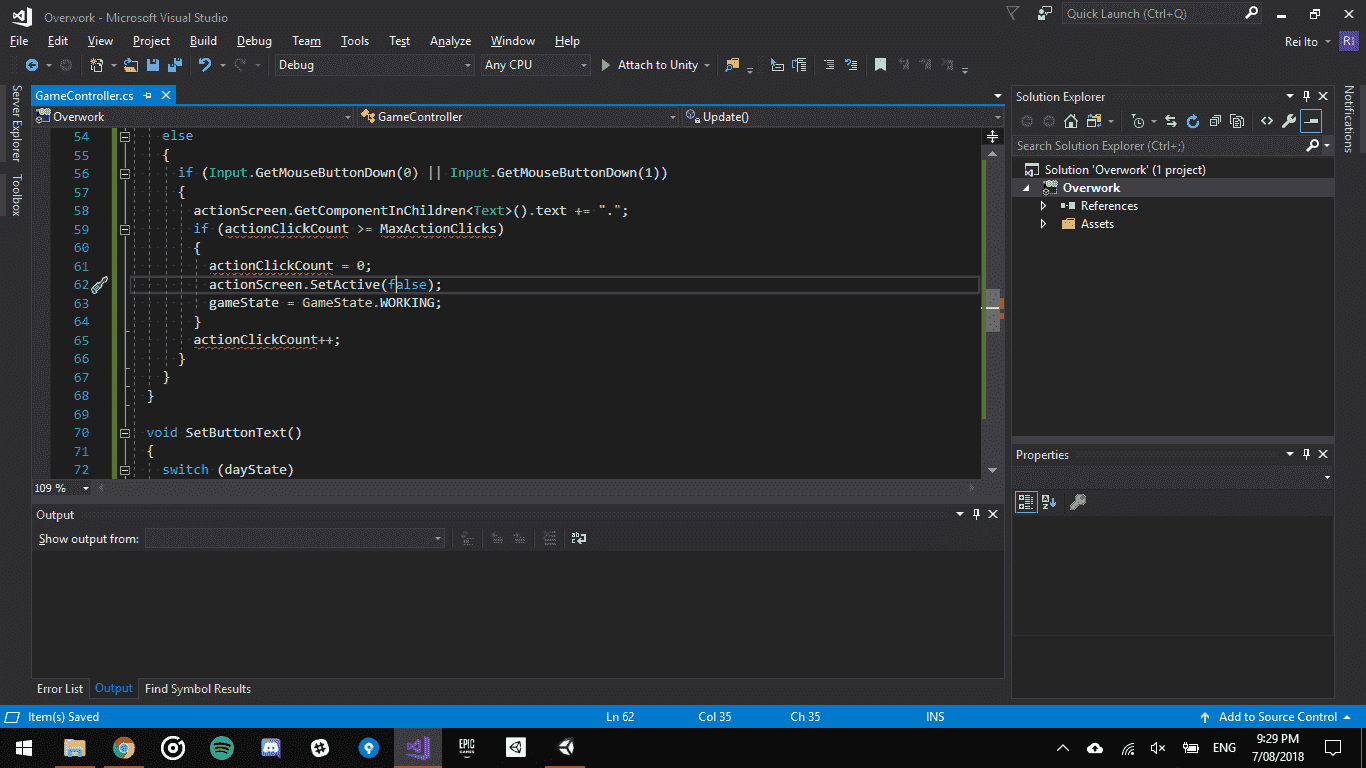 Overwork - Microsoft Visual Studio
Quick Launch (Ctrl+Q)
File Edit View Project Build Debug Team Tools Test Analyze Window Help
Rei Ito RI
Debug Any CPU Attach to Unity
Server Explorer
Toolbox
GameController.cs
Overwork GameController Update()
54 else
55 {
56 if (Input.GetMouseButtonDown(0) || Input.GetMouseButtonDown(1))
57 {
58 actionScreen.GetComponentInChildren<Text>().text += ".";
59 if (actionClickCount >= MaxActionClicks)
60 {
61 actionClickCount = 0;
62 actionScreen.SetActive(false);
63 gameState = GameState.WORKING;
64 }
65 actionClickCount++;
66 }
67 }
68 }
69
70 void SetButtonText()
71 {
72 switch (dayState)
109 %
Output
Show output from:
Error List Output Find Symbol Results
Solution Explorer
Search Solution Explorer (Ctrl+;)
Solution 'Overwork' (1 project)
Overwork
References
Assets
Properties
Notifications
Item(s) Saved Ln 62 Col 35 Ch 35 INS Add to Source Control
EPIC GAMES
ENG
9:29 PM
7/08/2018